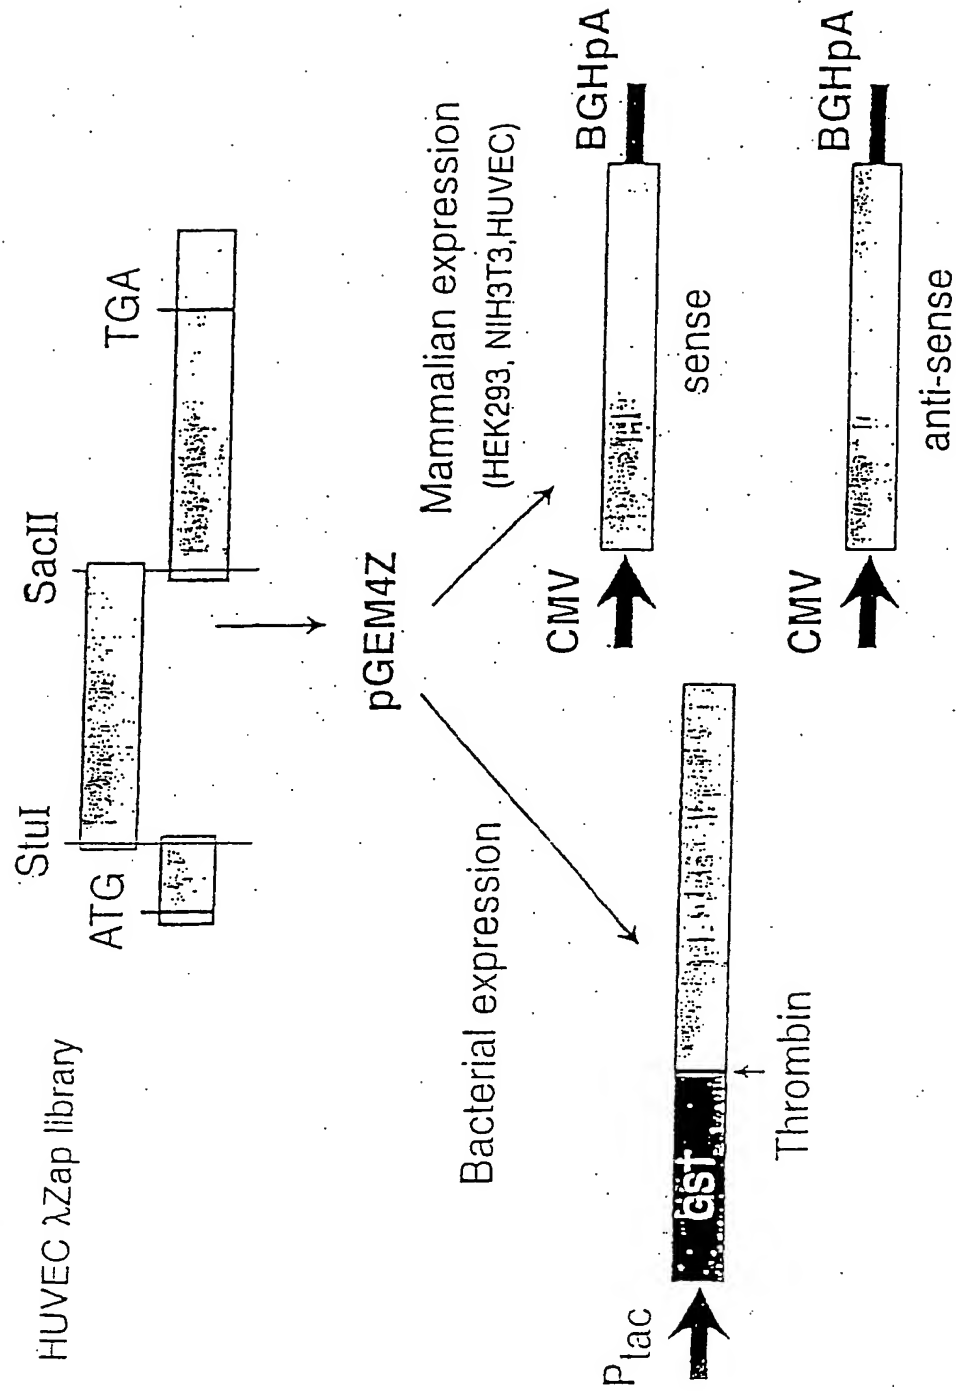 HUVEC λZap library
ATG
StuI
SacII
TGA
pGEM4Z
Bacterial expression
Mammalian expression
(HEK293, NIH3T3,HUVEC)
Ptac
GST
Thrombin
CMV
BGHpA
sense
CMV
BGHpA
anti-sense